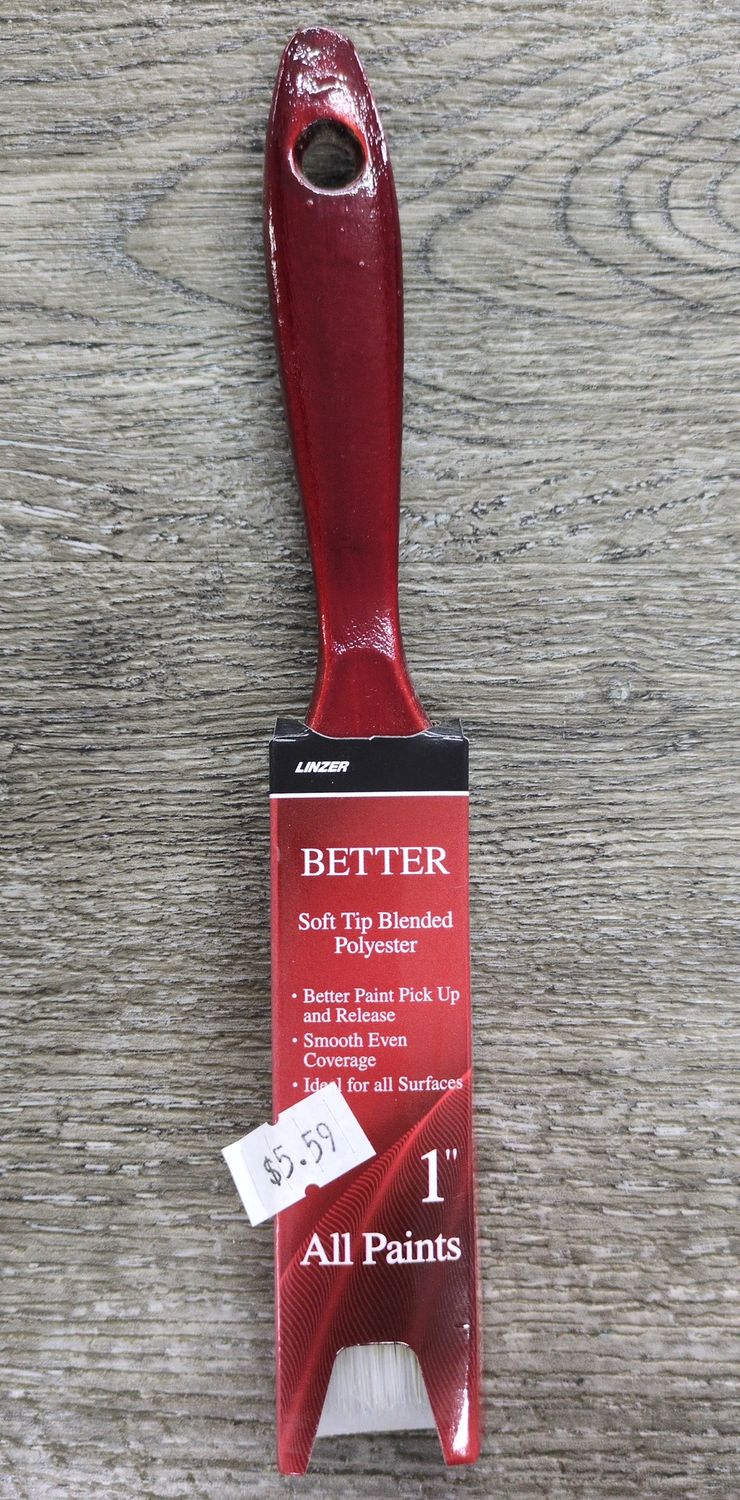 LINZER
BETTER
Soft Tip Blended
Polyester
• Better Paint Pick Up
and Release
• Smooth Even
Coverage
• Ideal for all Surfaces
$5.59
1"
All Paints